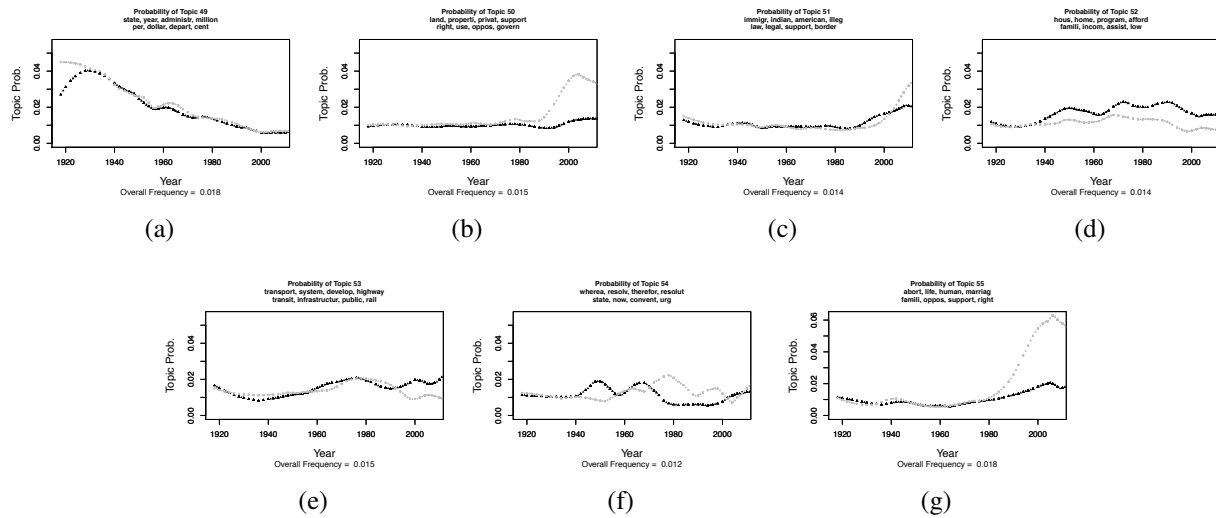 Probability of Topic 49
state, year, administr, million
per, dollar, depart, cent
Topic Prob.
0.00 0.02 0.04
1920 1940 1960 1980 2000
Year
Overall Frequency = 0.018
(a)
Probability of Topic 50
land, properti, privat, support
right, use, oppos, govern
Topic Prob.
0.00 0.02 0.04
1920 1940 1960 1980 2000
Year
Overall Frequency = 0.015
(b)
Probability of Topic 51
immigr, indian, american, illeg
law, legal, support, border
Topic Prob.
0.00 0.02 0.04
1920 1940 1960 1980 2000
Year
Overall Frequency = 0.014
(c)
Probability of Topic 52
hous, home, program, afford
famili, incom, assist, low
Topic Prob.
0.00 0.02 0.04
1920 1940 1960 1980 2000
Year
Overall Frequency = 0.014
(d)
Probability of Topic 53
transport, system, develop, highway
transit, infrastructur, public, rail
Topic Prob.
0.00 0.02 0.04
1920 1940 1960 1980 2000
Year
Overall Frequency = 0.015
(e)
Probability of Topic 54
wherea, resolv, therefor, resolut
state, now, convent, urg
Topic Prob.
0.00 0.02 0.04
1920 1940 1960 1980 2000
Year
Overall Frequency = 0.012
(f)
Probability of Topic 55
abort, life, human, marriag
famili, oppos, support, right
Topic Prob.
0.00 0.02 0.04 0.06
1920 1940 1960 1980 2000
Year
Overall Frequency = 0.018
(g)